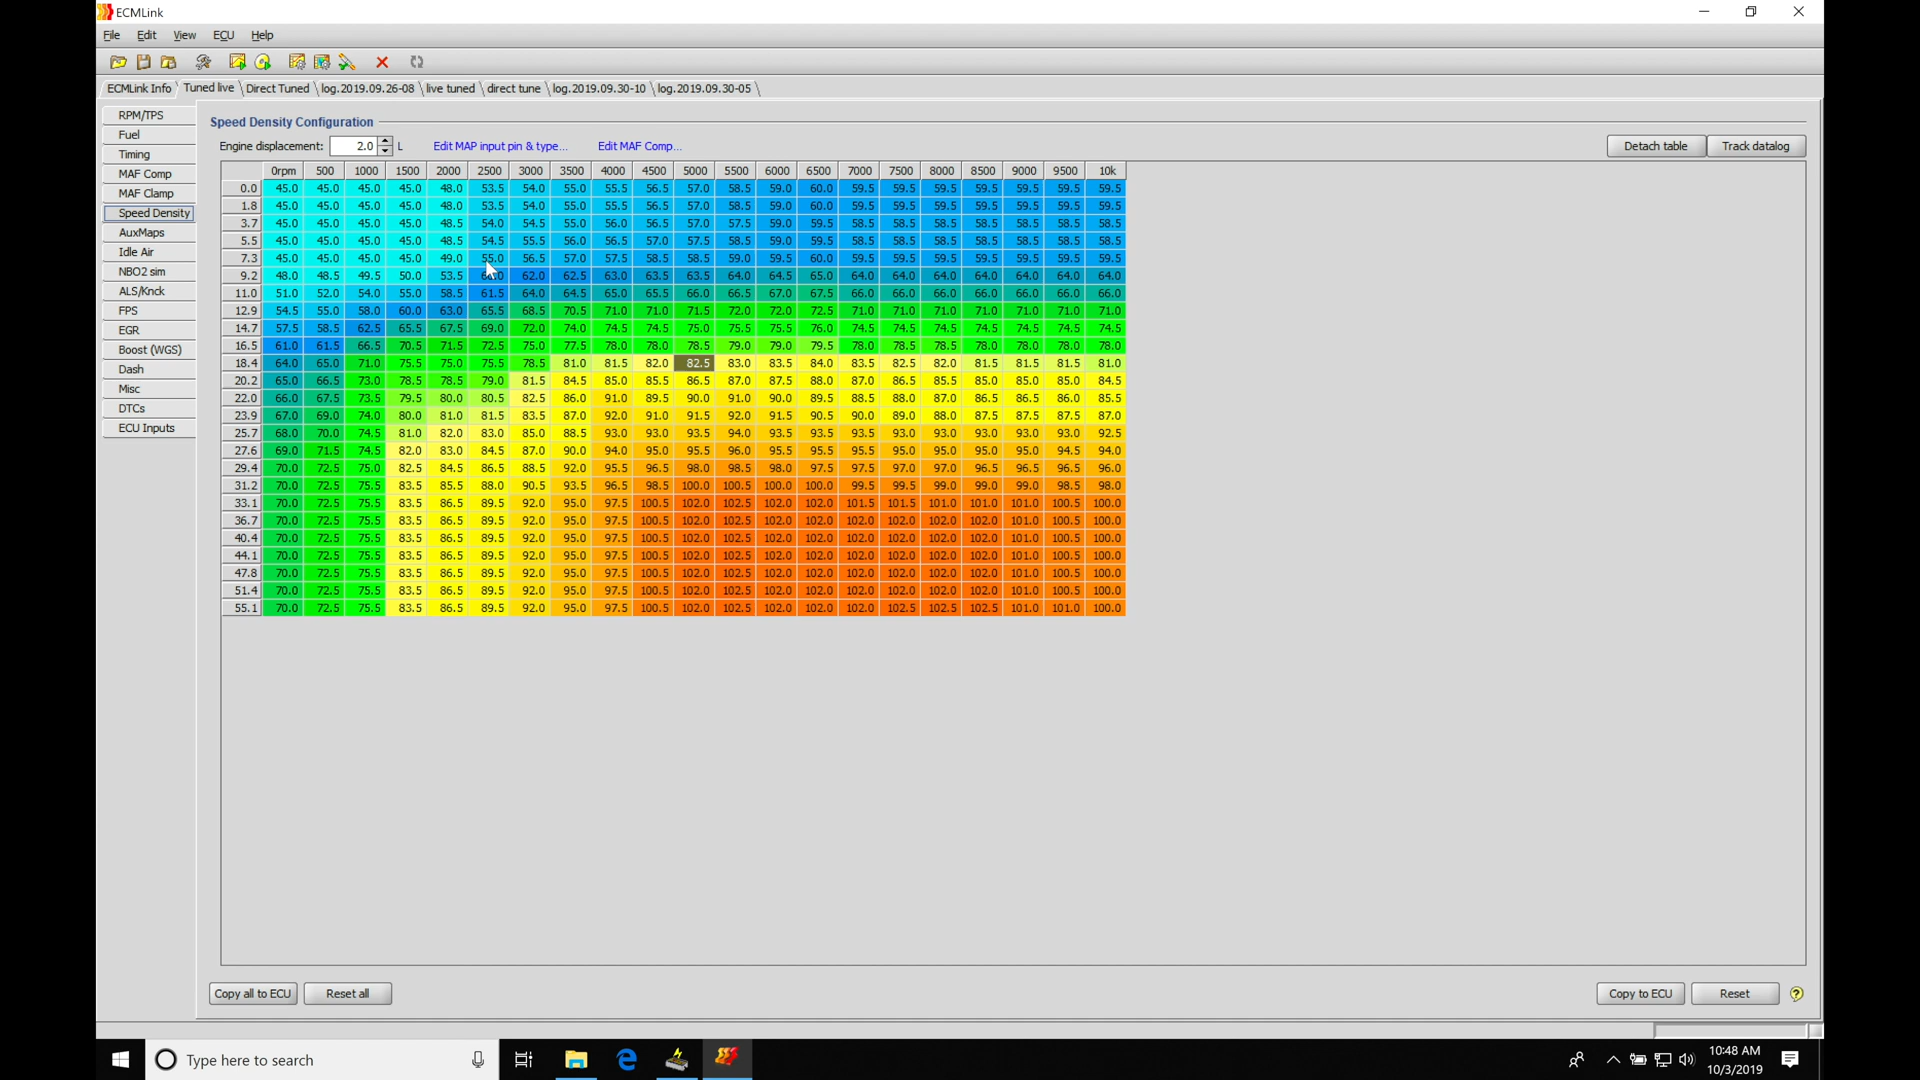 ECMLink
File Edit View ECU Help
ECMLink Info Tuned live Direct Tuned log.2019.09.26-08 live tuned direct tune log.2019.09.30-10 log.2019.09.30-05
RPM/TPS
Fuel
Timing
MAF Comp
MAF Clamp
Speed Density
AuxMaps
Idle Air
NBO2 sim
ALS/Knck
FPS
EGR
Boost (WGS)
Dash
Misc
DTCs
ECU Inputs
Speed Density Configuration
Engine displacement: 2.0 L Edit MAP input pin & type... Edit MAF Comp... Detach table Track datalog
0rpm 500 1000 1500 2000 2500 3000 3500 4000 4500 5000 5500 6000 6500 7000 7500 8000 8500 9000 9500 10k
0.0 45.0 45.0 45.0 45.0 48.0 53.5 54.0 55.0 55.5 56.5 57.0 58.5 59.0 60.0 59.5 59.5 59.5 59.5 59.5 59.5 59.5
1.8 45.0 45.0 45.0 45.0 48.0 53.5 54.0 55.0 55.5 56.5 57.0 58.5 59.0 60.0 59.5 59.5 59.5 59.5 59.5 59.5 59.5
3.7 45.0 45.0 45.0 45.0 48.5 54.0 54.5 55.0 56.0 56.5 57.0 57.5 59.0 59.5 58.5 58.5 58.5 58.5 58.5 58.5 58.5
5.5 45.0 45.0 45.0 45.0 48.5 54.5 55.5 56.0 56.5 57.0 57.5 58.5 59.0 59.5 58.5 58.5 58.5 58.5 58.5 58.5 58.5
7.3 45.0 45.0 45.0 45.0 49.0 55.0 56.5 57.0 57.5 58.5 58.5 59.0 59.5 60.0 59.5 59.5 59.5 59.5 59.5 59.5 59.5
9.2 48.0 48.5 49.5 50.0 53.5 62.0 62.5 63.0 63.5 63.5 64.0 64.5 65.0 64.0 64.0 64.0 64.0 64.0 64.0 64.0
11.0 51.0 52.0 54.0 55.0 58.5 61.5 64.0 64.5 65.0 65.5 66.0 66.5 67.0 67.5 66.0 66.0 66.0 66.0 66.0 66.0 66.0
12.9 54.5 55.0 58.0 60.0 63.0 65.5 68.5 70.5 71.0 71.0 71.5 72.0 72.0 72.5 71.0 71.0 71.0 71.0 71.0 71.0 71.0
14.7 57.5 58.5 62.5 65.5 67.5 69.0 72.0 74.0 74.5 74.5 75.0 75.5 75.5 76.0 74.5 74.5 74.5 74.5 74.5 74.5 74.5
16.5 61.0 61.5 66.5 70.5 71.5 72.5 75.0 77.5 78.0 78.0 78.5 79.0 79.0 79.5 78.0 78.5 78.5 78.0 78.0 78.0 78.0
18.4 64.0 65.0 71.0 75.5 75.0 75.5 78.5 81.0 81.5 82.0 82.5 83.0 83.5 84.0 83.5 82.5 82.0 81.5 81.5 81.5 81.0
20.2 65.0 66.5 73.0 78.5 78.5 79.0 81.5 84.5 85.0 85.5 86.5 87.0 87.5 88.0 87.0 86.5 85.5 85.0 85.0 85.0 84.5
22.0 66.0 67.5 73.5 79.5 80.0 80.5 82.5 86.0 91.0 89.5 90.0 91.0 90.0 89.5 88.5 88.0 87.0 86.5 86.5 86.0 85.5
23.9 67.0 69.0 74.0 80.0 81.0 81.5 83.5 87.0 92.0 91.0 91.5 92.0 91.5 90.5 90.0 89.0 88.0 87.5 87.5 87.5 87.0
25.7 68.0 70.0 74.5 81.0 82.0 83.0 85.0 88.5 93.0 93.0 93.5 94.0 93.5 93.5 93.5 93.0 93.0 93.0 93.0 93.0 92.5
27.6 69.0 71.5 74.5 82.0 83.0 84.5 87.0 90.0 94.0 95.0 95.5 96.0 95.5 95.5 95.5 95.0 95.0 95.0 95.0 94.5 94.0
29.4 70.0 72.5 75.0 82.5 84.5 86.5 88.5 92.0 95.5 96.5 98.0 98.5 98.0 97.5 97.5 97.0 97.0 96.5 96.5 96.5 96.0
31.2 70.0 72.5 75.5 83.5 85.5 88.0 90.5 93.5 96.5 98.5 100.0 100.5 100.0 100.0 99.5 99.5 99.0 99.0 99.0 98.5 98.0
33.1 70.0 72.5 75.5 83.5 86.5 89.5 92.0 95.0 97.5 100.5 102.0 102.5 102.0 102.0 101.5 101.5 101.0 101.0 101.0 100.5 100.0
36.7 70.0 72.5 75.5 83.5 86.5 89.5 92.0 95.0 97.5 100.5 102.0 102.5 102.0 102.0 102.0 102.0 102.0 102.0 101.0 100.5 100.0
40.4 70.0 72.5 75.5 83.5 86.5 89.5 92.0 95.0 97.5 100.5 102.0 102.5 102.0 102.0 102.0 102.0 102.0 102.0 101.0 100.5 100.0
44.1 70.0 72.5 75.5 83.5 86.5 89.5 92.0 95.0 97.5 100.5 102.0 102.5 102.0 102.0 102.0 102.0 102.0 102.0 101.0 100.5 100.0
47.8 70.0 72.5 75.5 83.5 86.5 89.5 92.0 95.0 97.5 100.5 102.0 102.5 102.0 102.0 102.0 102.0 102.0 102.0 101.0 100.5 100.0
51.4 70.0 72.5 75.5 83.5 86.5 89.5 92.0 95.0 97.5 100.5 102.0 102.5 102.0 102.0 102.0 102.0 102.0 102.5 101.0 100.5 100.0
55.1 70.0 72.5 75.5 83.5 86.5 89.5 92.0 95.0 97.5 100.5 102.0 102.5 102.0 102.0 102.0 102.5 102.5 102.5 101.0 101.0 100.0
Copy all to ECU Reset all Copy to ECU Reset ?
Type here to search
10:48 AM
10/3/2019